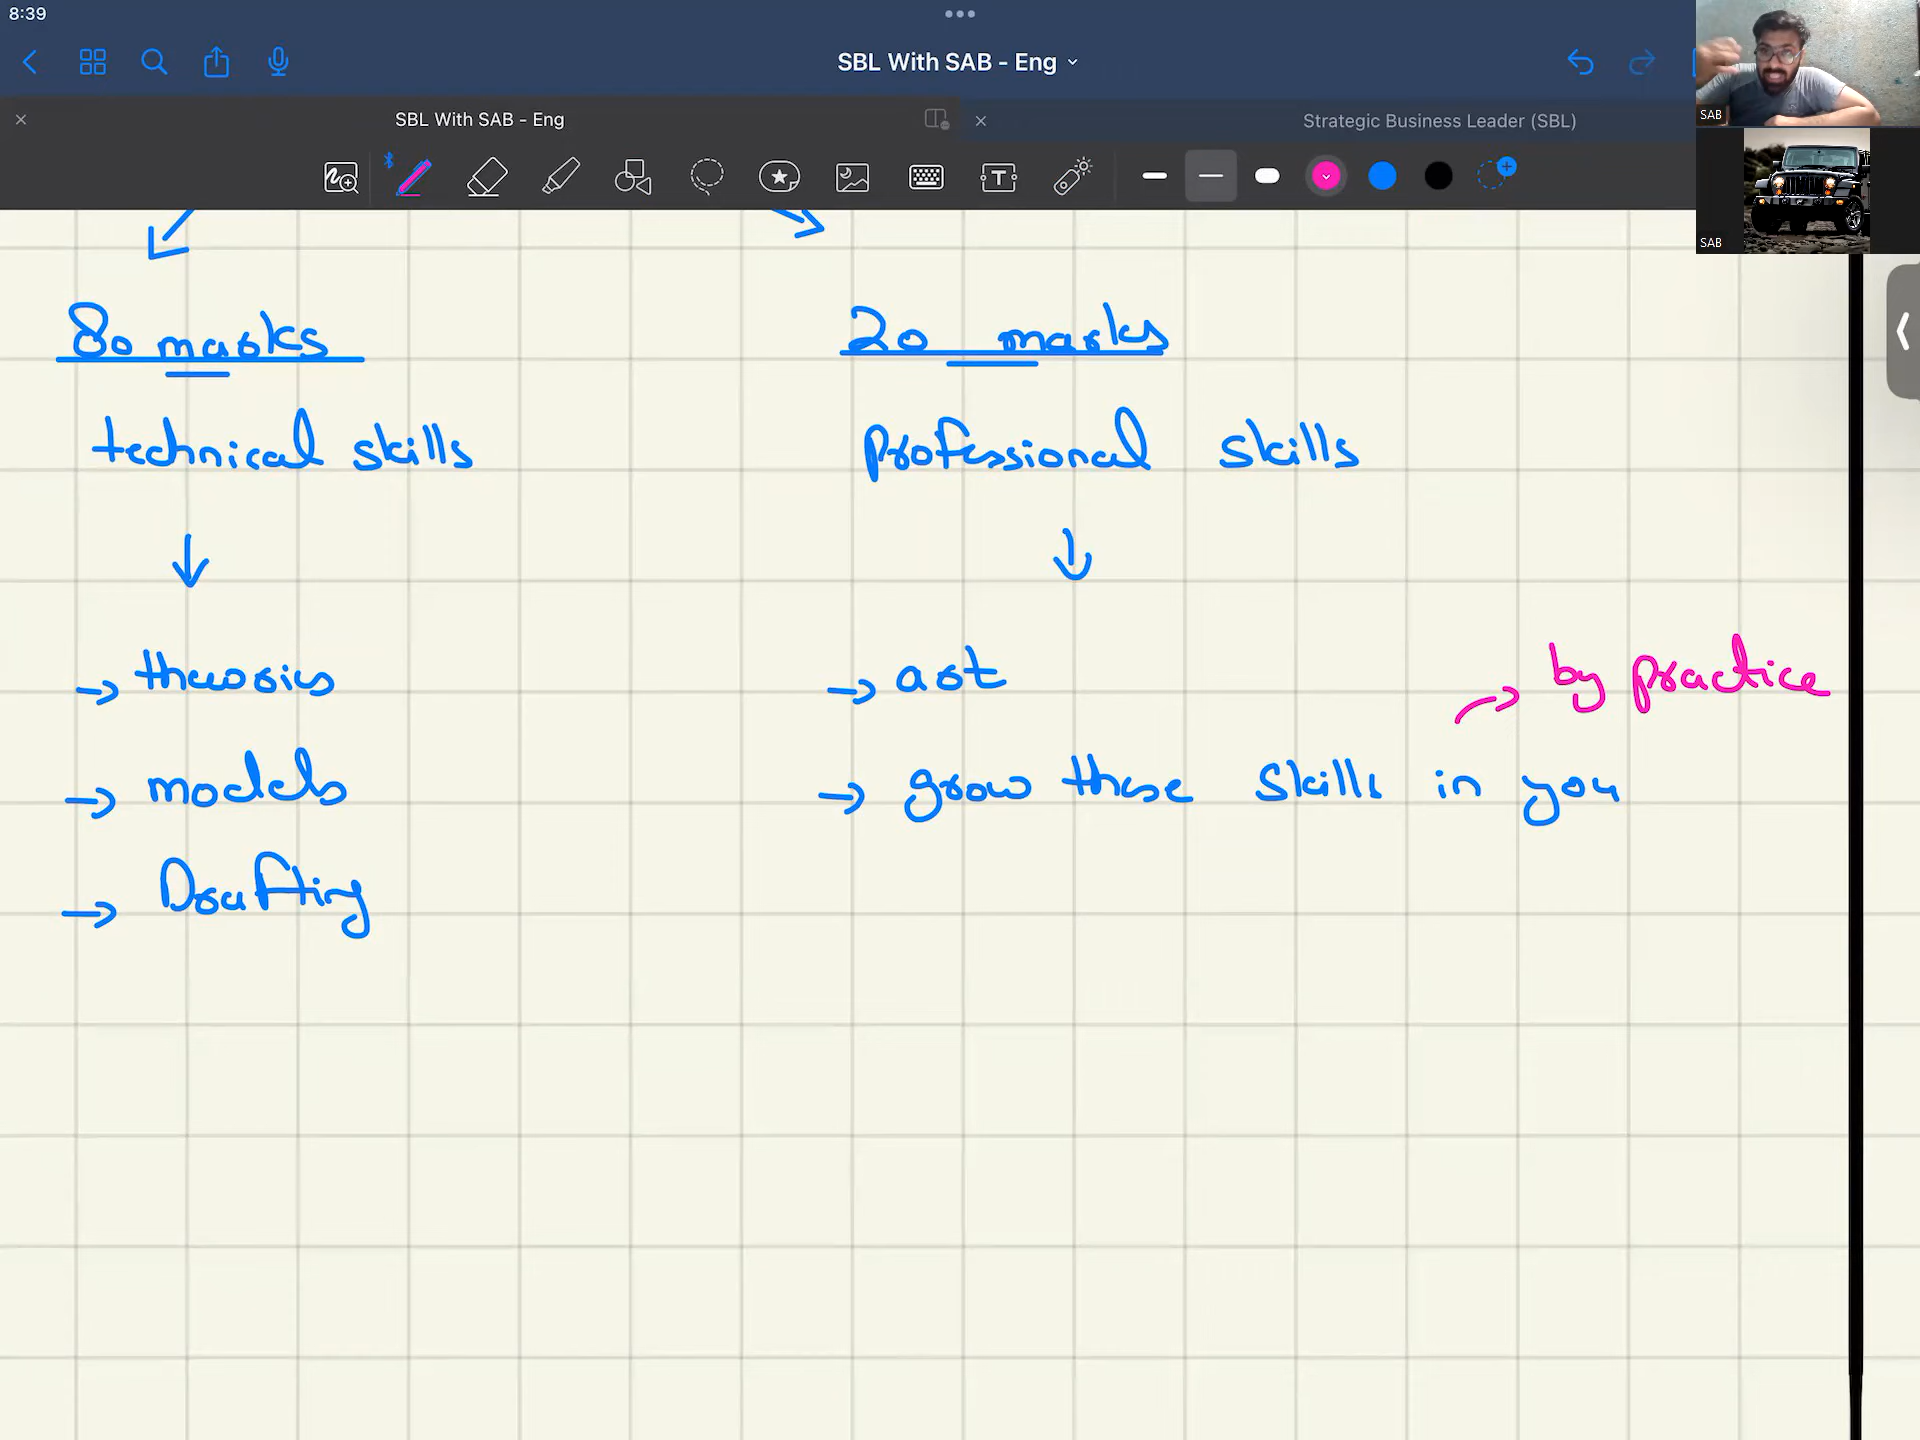 8:39
SBL With SAB - Eng
SBL With SAB - Eng
Strategic Business Leader (SBL)
SAB
SAB
80 marks
20 marks
technical skills
professional skills
→ theories
→ art
→ by practice
→ models
→ grow these skills in you
→ Drafting